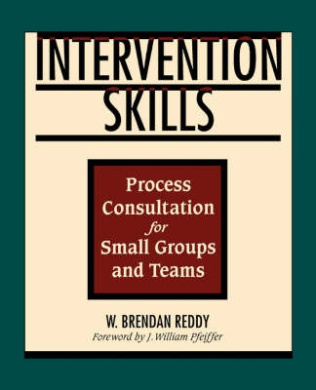 INTERVENTION
SKILLS
Process
Consultation
for
Small Groups
and Teams
W. BRENDAN REDDY
Foreword by J. William Pfeiffer